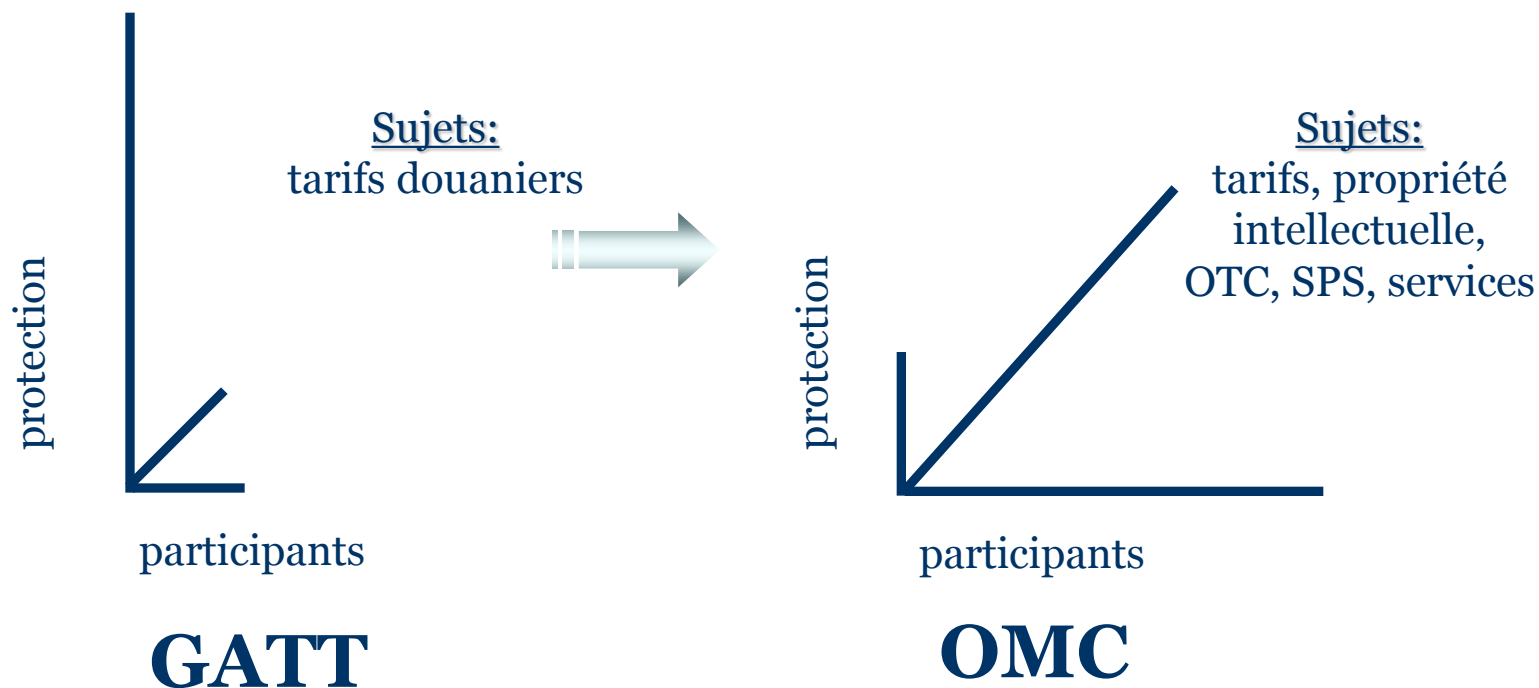 Sujets:
tarifs douaniers
protection
participants
GATT
Sujets:
tarifs, propriété
intellectuelle,
OTC, SPS, services
protection
participants
OMC